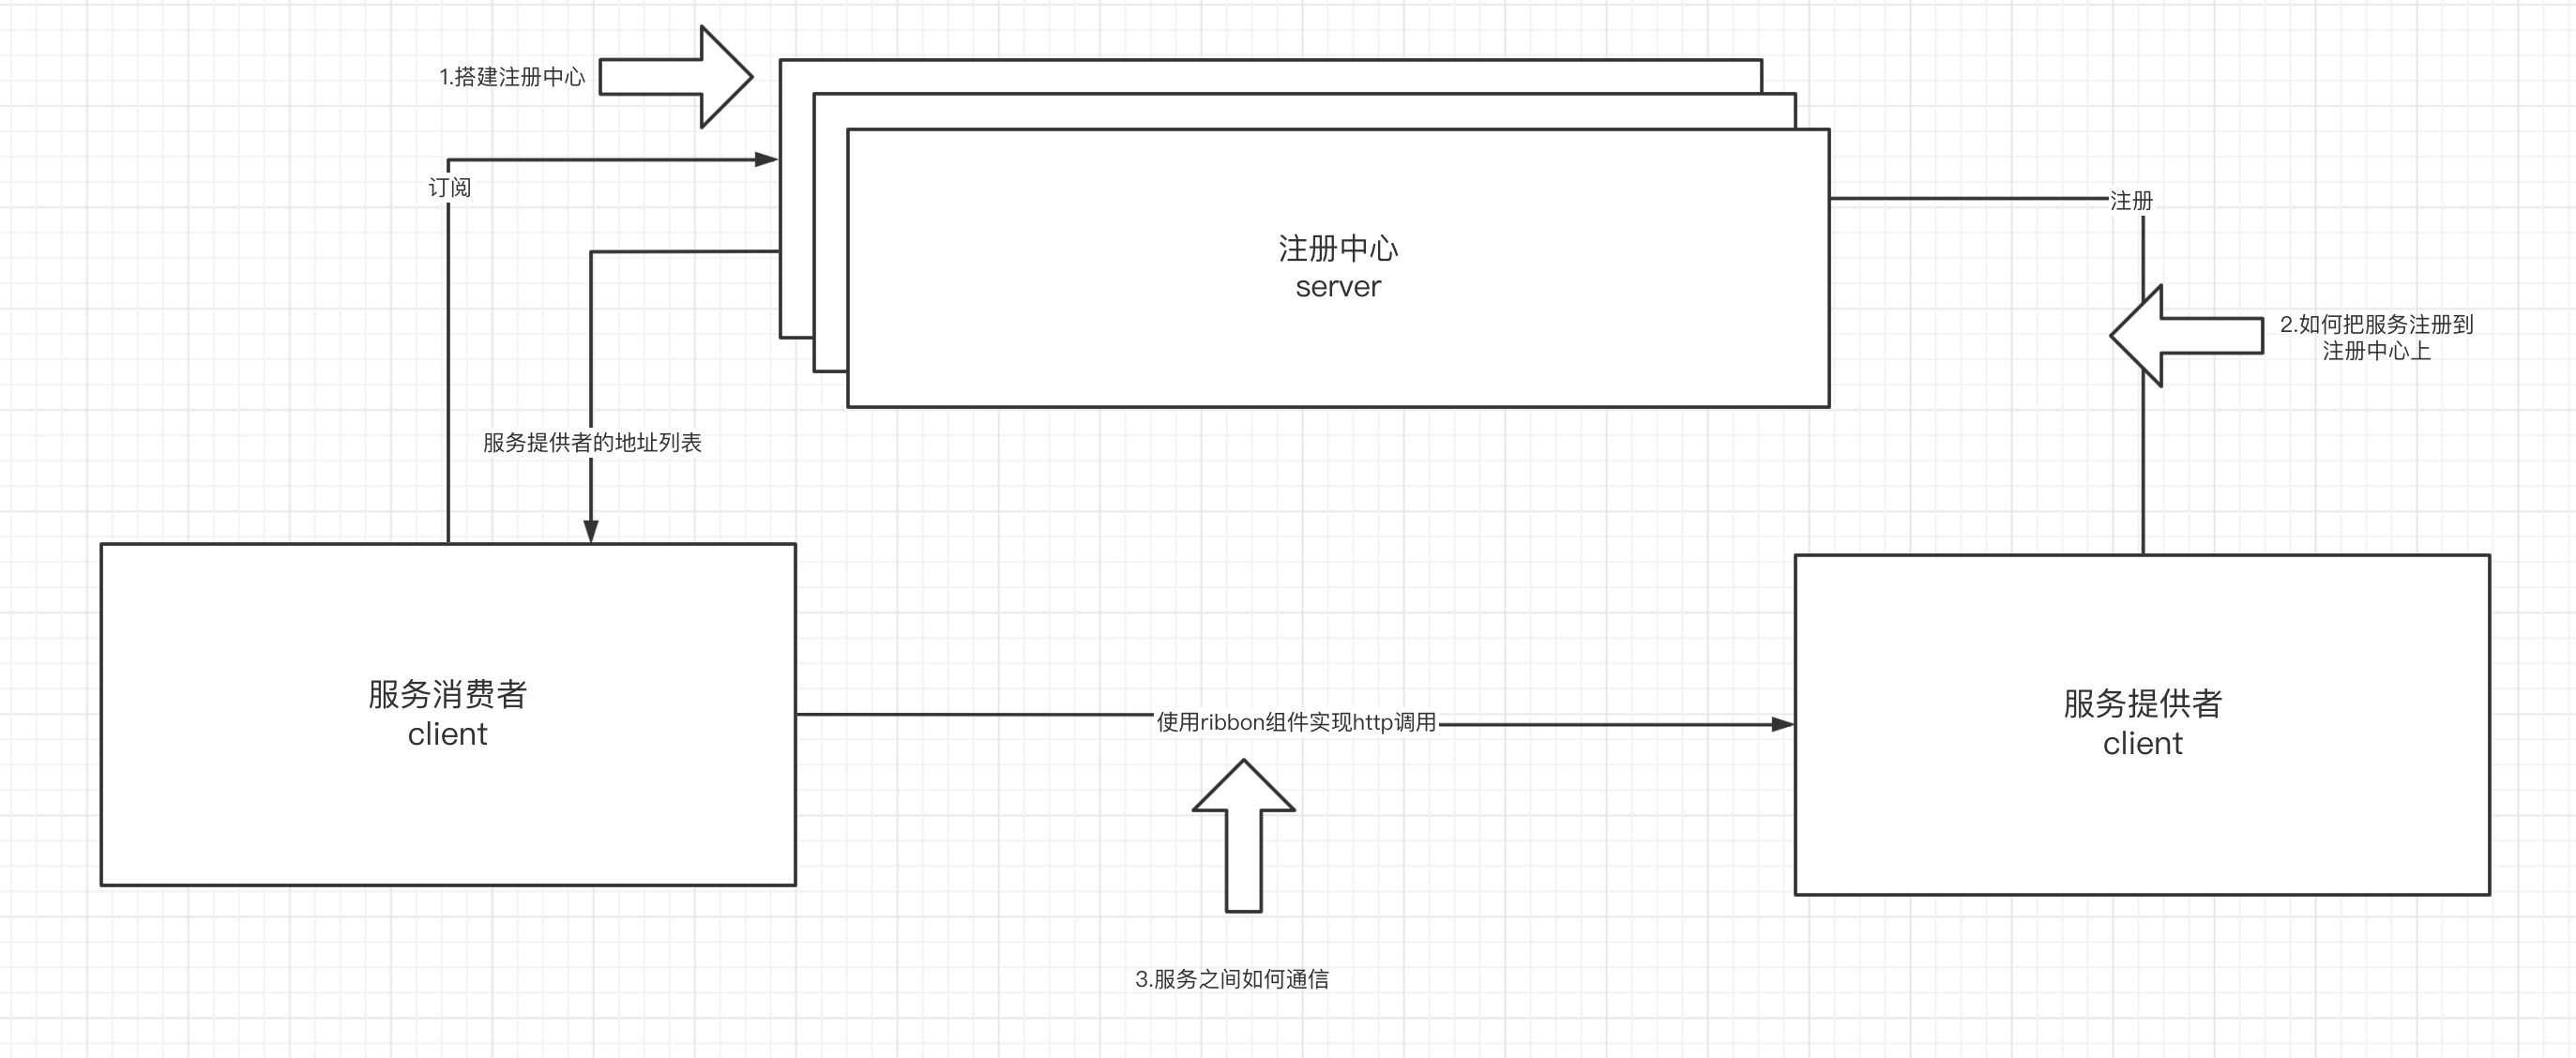 1.搭建注册中心
订阅
注册
注册中心
server
2.如何把服务注册到
注册中心上
服务提供者的地址列表
服务消费者
client
使用ribbon组件实现http调用
服务提供者
client
3.服务之间如何通信